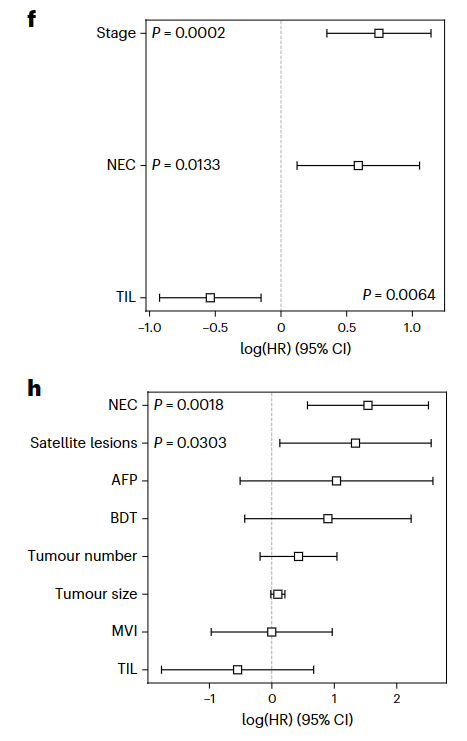 f
Stage P = 0.0002
NEC P = 0.0133
TIL P = 0.0064
−1.0 −0.5 0 0.5 1.0
log(HR) (95% CI)
h
NEC P = 0.0018
Satellite lesions P = 0.0303
AFP
BDT
Tumour number
Tumour size
MVI
TIL
−1 0 1 2
log(HR) (95% CI)